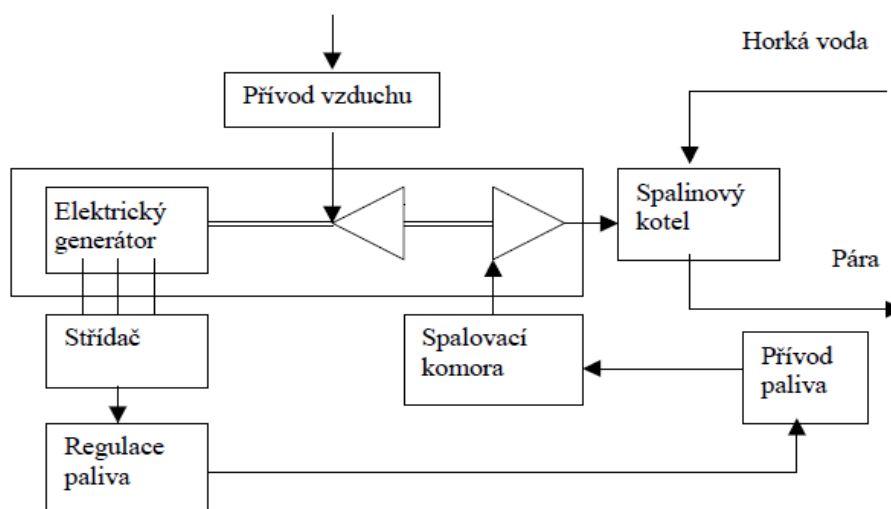 Horká voda
Přívod vzduchu
Elektrický
generátor
Spalinový
kotel
Pára
Střídač
Spalovací
komora
Přívod
paliva
Regulace
paliva